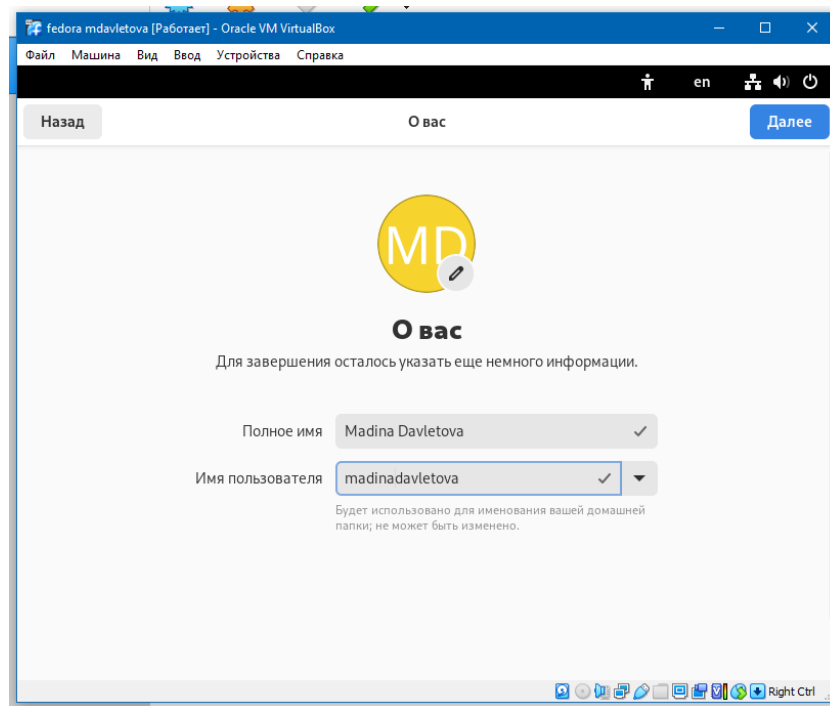 fedora mdavletova [Работает] - Oracle VM VirtualBox
Файл Машина Вид Ввод Устройства Справка
en
Назад О вас Далее
MD
О вас
Для завершения осталось указать еще немного информации.
Полное имя Madina Davletova
Имя пользователя madinadavletova
Будет использовано для именования вашей домашней
папки; не может быть изменено.
Right Ctrl